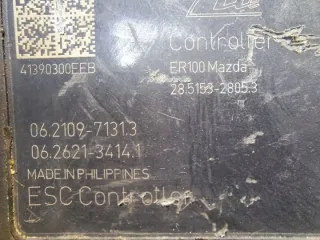 Controller
41390300EEB
ER100 Mazda
28.5153-2805.3
06.2109-7131.3
06.2621-3414.1
MADE IN PHILIPPINES
ESC Controller